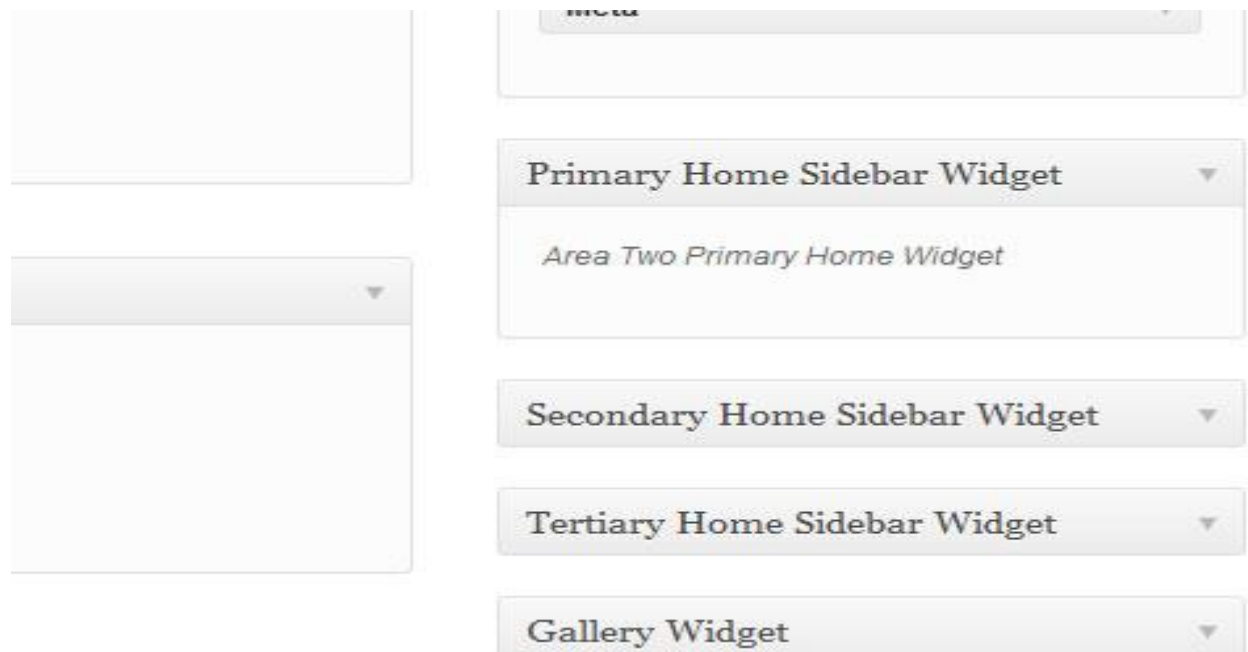 Meta
Primary Home Sidebar Widget
Area Two Primary Home Widget
Secondary Home Sidebar Widget
Tertiary Home Sidebar Widget
Gallery Widget